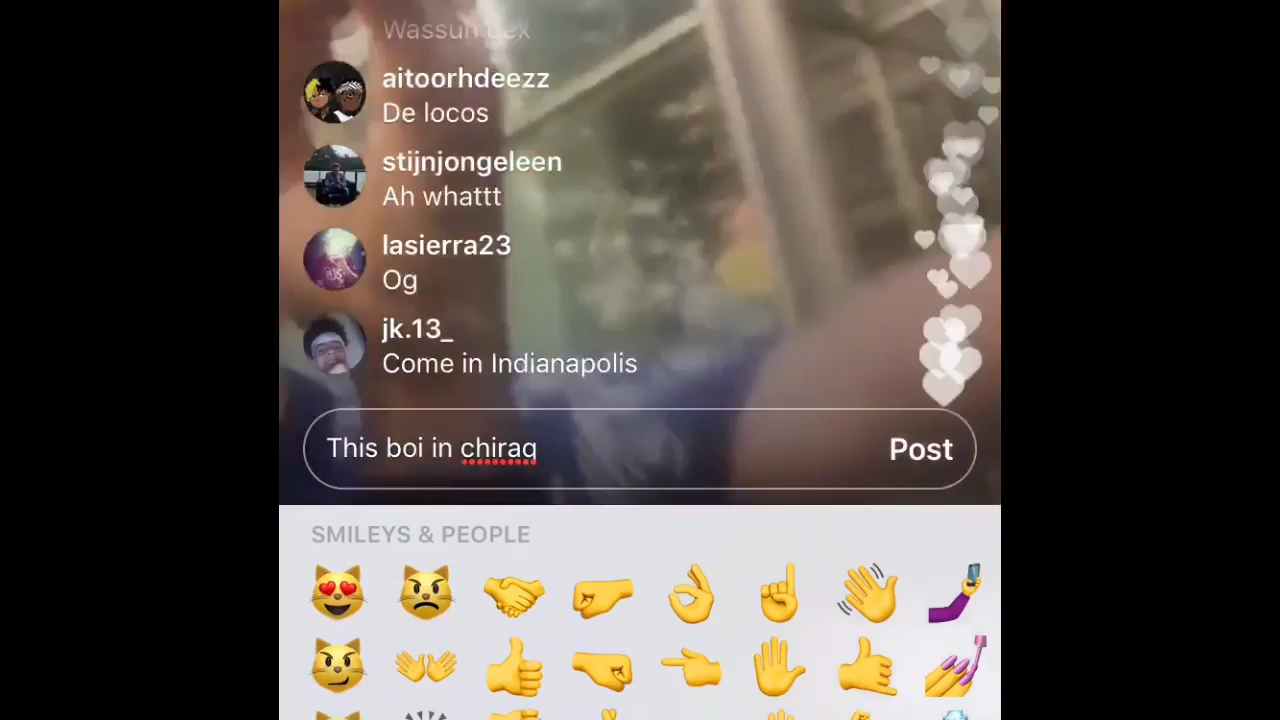 Wassup
aitoorhdeezz
De locos
stijnjongeleen
Ah whattt
lasierra23
Og
jk.13_
Come in Indianapolis
This boi in chiraq
Post
SMILEYS & PEOPLE